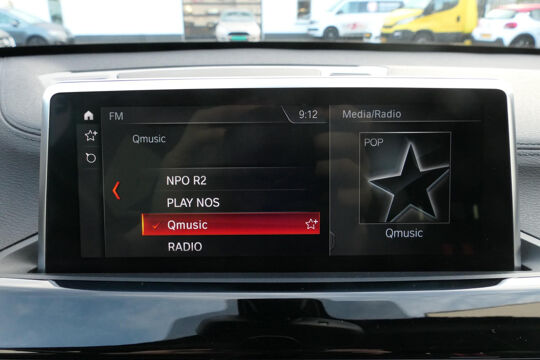 FM
9:12
Media/Radio
Qmusic
POP
NPO R2
PLAY NOS
Qmusic
RADIO
Qmusic